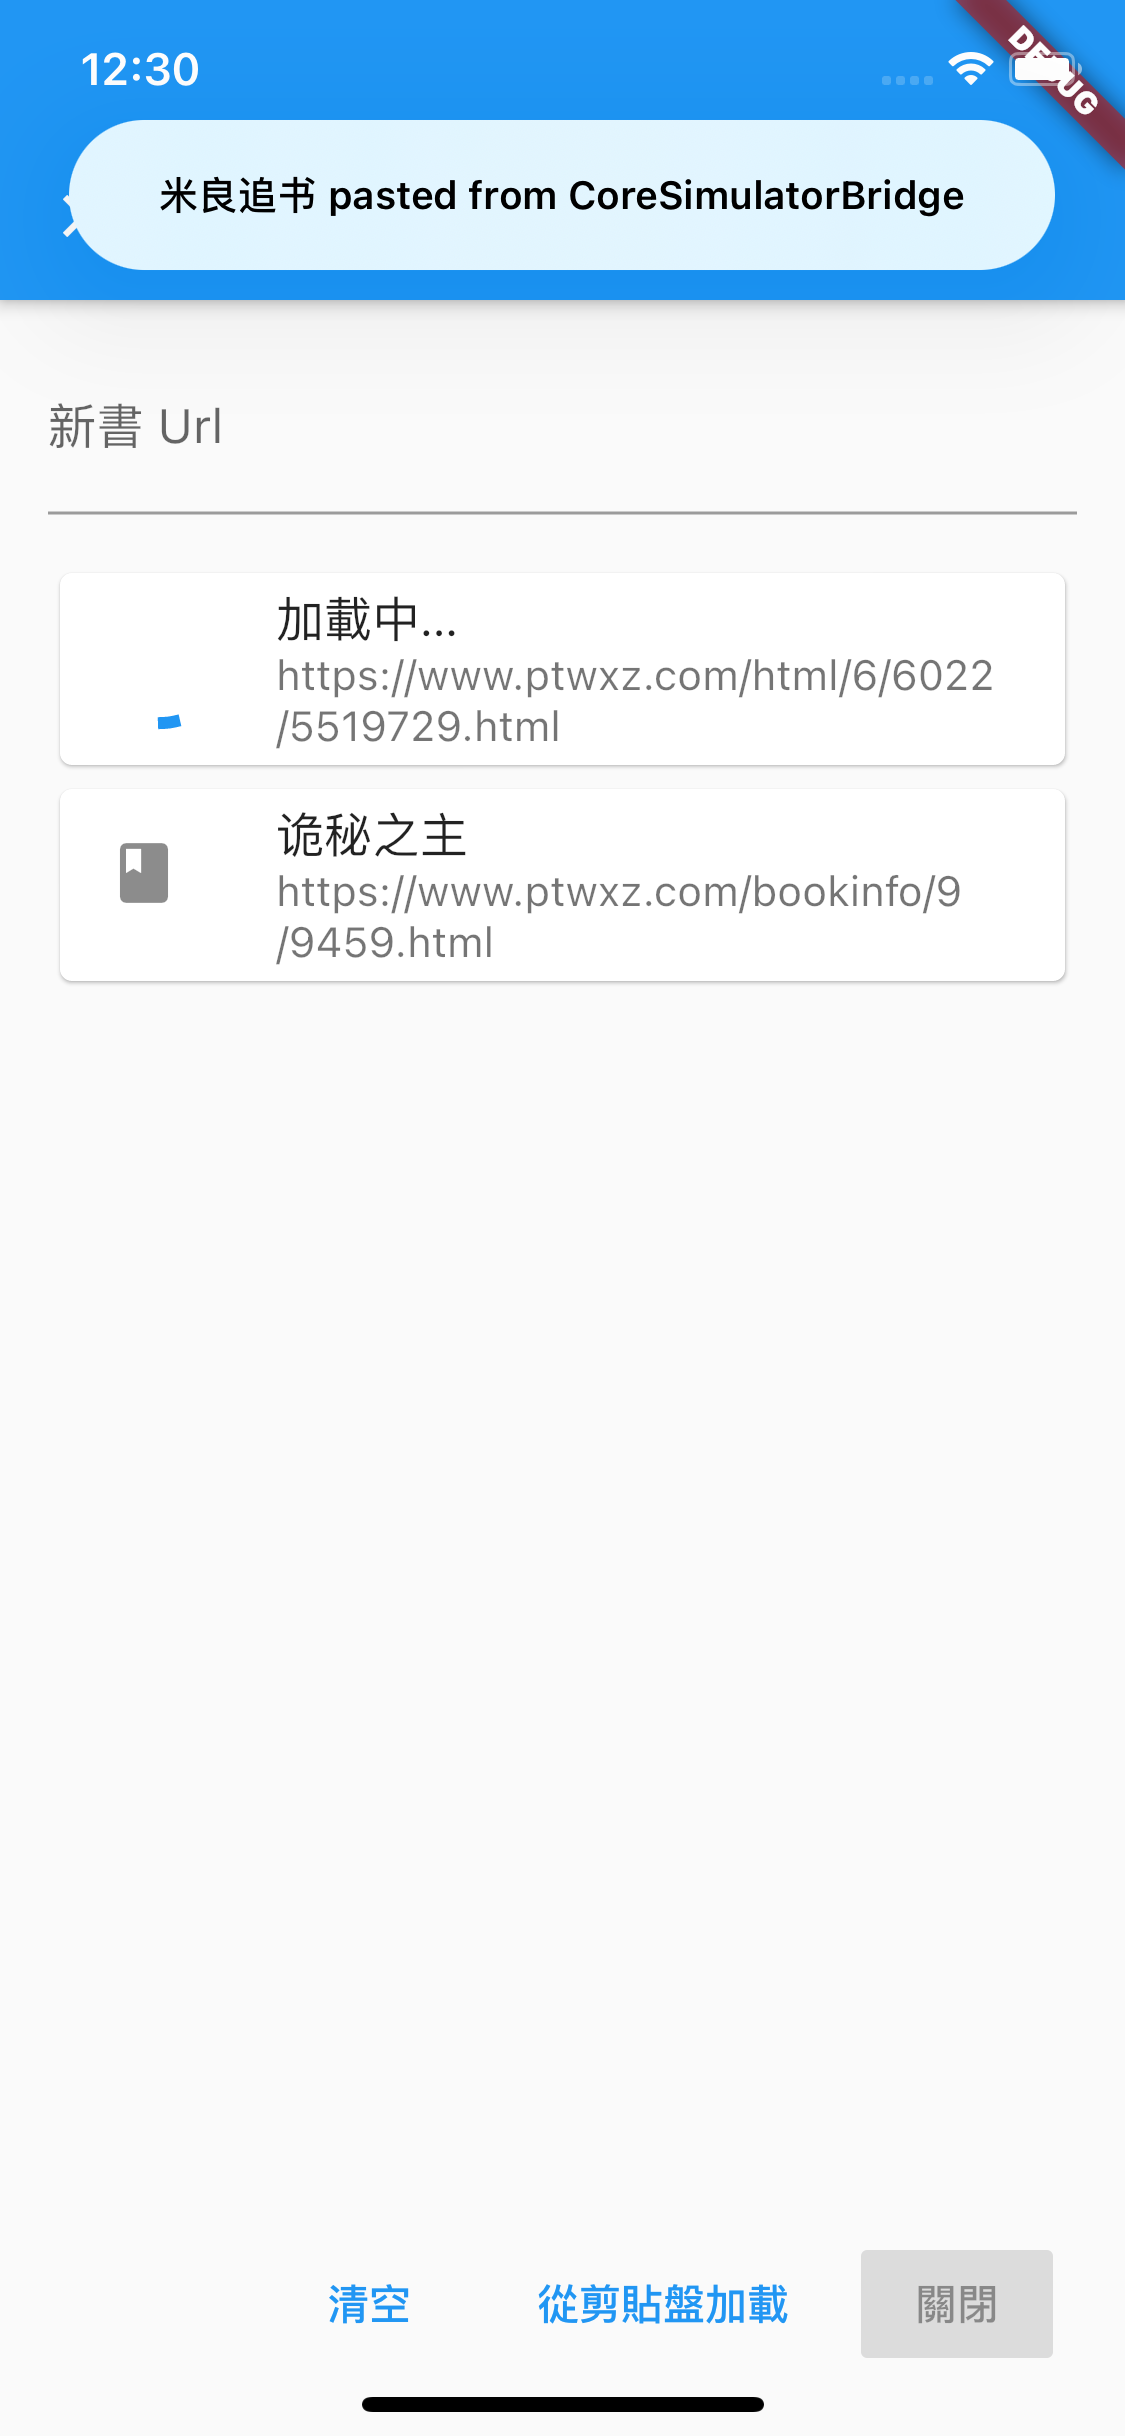 12:30
DEBUG
米良追书 pasted from CoreSimulatorBridge
新書 Url
加載中...
https://www.ptwxz.com/html/6/6022
/5519729.html
诡秘之主
https://www.ptwxz.com/bookinfo/9
/9459.html
清空
從剪貼盤加載
關閉